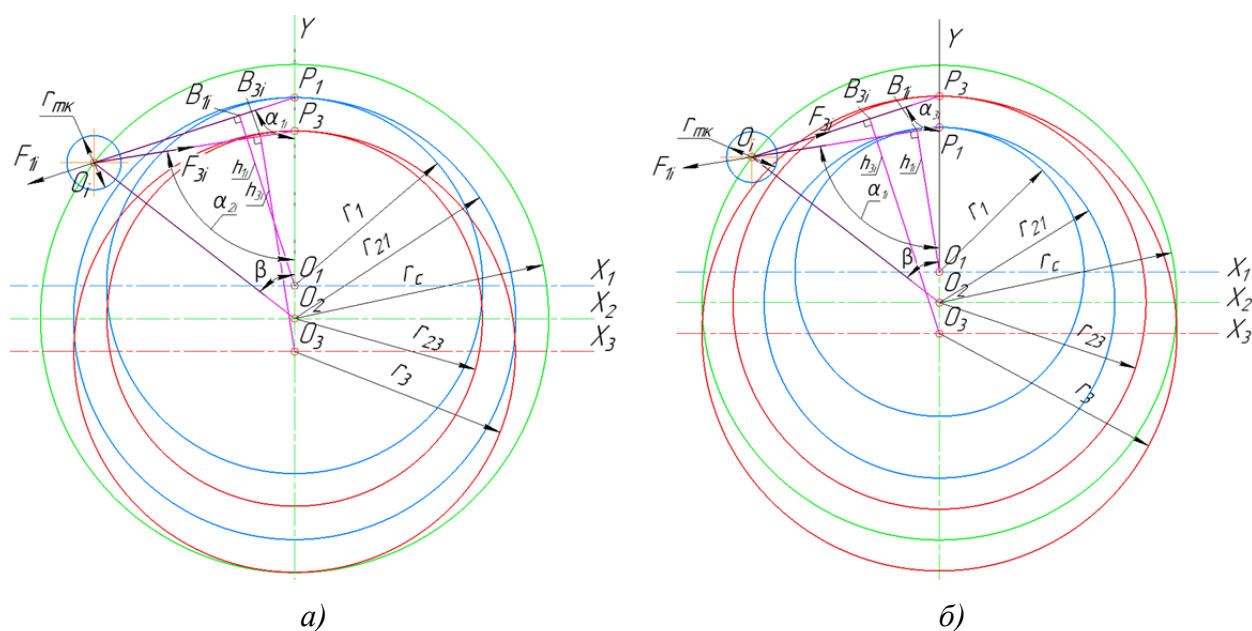 Y
P₁
B₁ᵢ
B₃ᵢ
α₁ᵢ
P₃
rтк
F₁ᵢ
Oᵢ
F₃ᵢ
h₁ᵢ
h₃ᵢ
α₂ᵢ
r₁
r₂₁
β
O₁
rc
X₁
O₂
X₂
O₃
X₃
r₂₃
r₃
а)
Y
P₃
B₃ᵢ
B₁ᵢ
α₃ᵢ
rтк
F₃ᵢ
Oᵢ
P₁
F₁ᵢ
h₃ᵢ
h₁ᵢ
α₁ᵢ
r₁
r₂₁
β
O₁
rc
X₁
O₂
X₂
O₃
X₃
r₂₃
r₃
б)